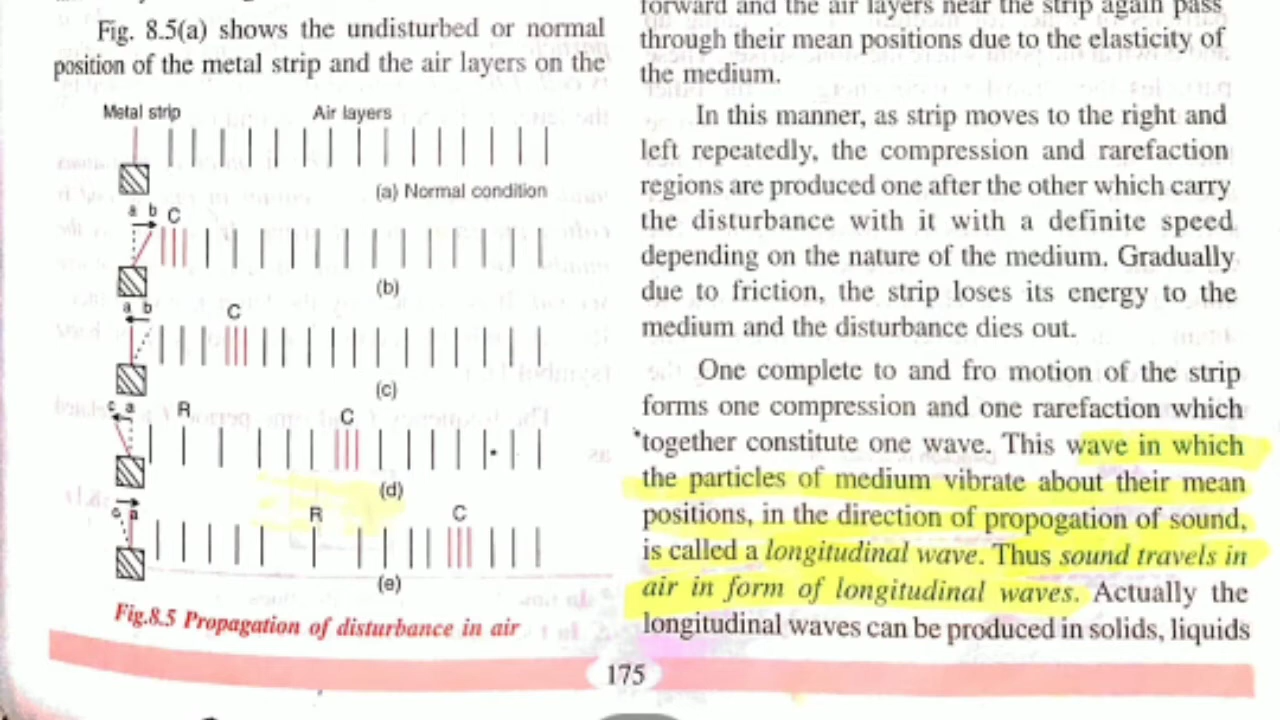 Fig. 8.5(a) shows the undisturbed or normal
position of the metal strip and the air layers on the
Metal strip
Air layers
(a) Normal condition
a b C
(b)
a b
C
(c)
c a
R
C
(d)
c a
R
C
(e)
Fig.8.5 Propagation of disturbance in air
forward and the air layers near the strip again pass
through their mean positions due to the elasticity of
the medium.
In this manner, as strip moves to the right and
left repeatedly, the compression and rarefaction
regions are produced one after the other which carry
the disturbance with it with a definite speed
depending on the nature of the medium. Gradually
due to friction, the strip loses its energy to the
medium and the disturbance dies out.
One complete to and fro motion of the strip
forms one compression and one rarefaction which
together constitute one wave. This wave in which
the particles of medium vibrate about their mean
positions, in the direction of propogation of sound,
is called a longitudinal wave. Thus sound travels in
air in form of longitudinal waves. Actually the
longitudinal waves can be produced in solids, liquids
175